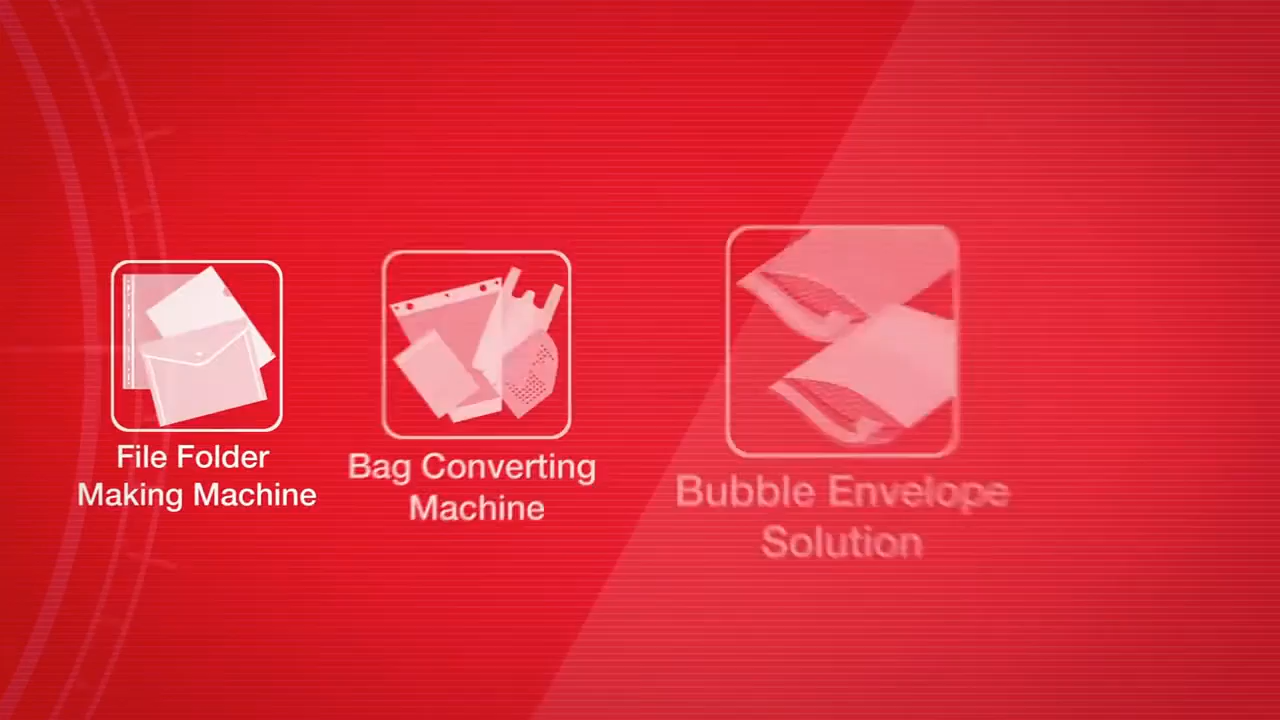 File Folder
Making Machine
Bag Converting
Machine
Bubble Envelope
Solution